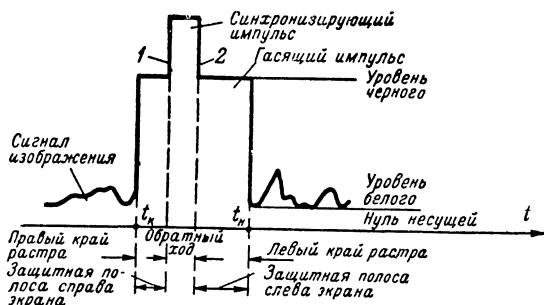 Синхронизирующий
импульс
1
2
Гасящий импульс
Уровень
черного
Сигнал
изображения
Уровень
белого
tк
tн
Нуль несущей
t
Правый край
растра
Обратный
ход
Левый край
растра
Защитная по-
лоса справа
экрана
Защитная полоса
слева экрана